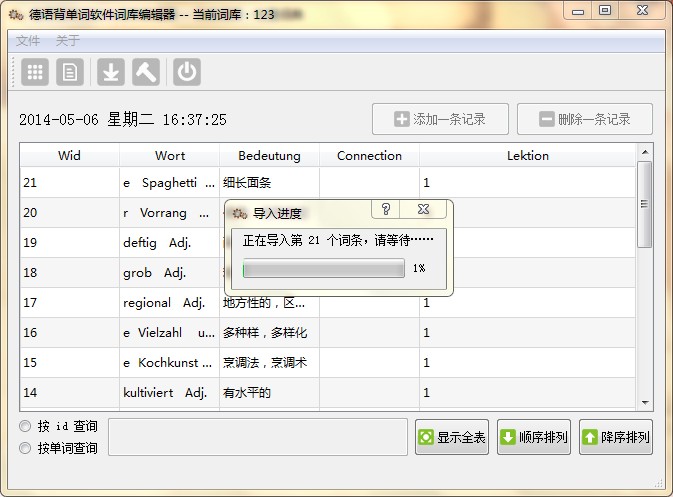 德语背单词软件词库编辑器 -- 当前词库：123
文件 关于
2014-05-06 星期二 16:37:25 添加一条记录 删除一条记录
Wid Wort Bedeutung Connection Lektion
21 e Spaghetti ... 细长面条 1
20 r Vorrang ...
19 deftig Adj.
18 grob Adj.
17 regional Adj. 地方性的，区... 1
16 e Vielzahl u... 多种样，多样化 1
15 e Kochkunst ... 烹调法，烹调术 1
14 kultiviert Adj. 有水平的 1
导入进度
正在导入第 21 个词条，请等待……
1%
按 id 查询
按单词查询
显示全表 顺序排列 降序排列